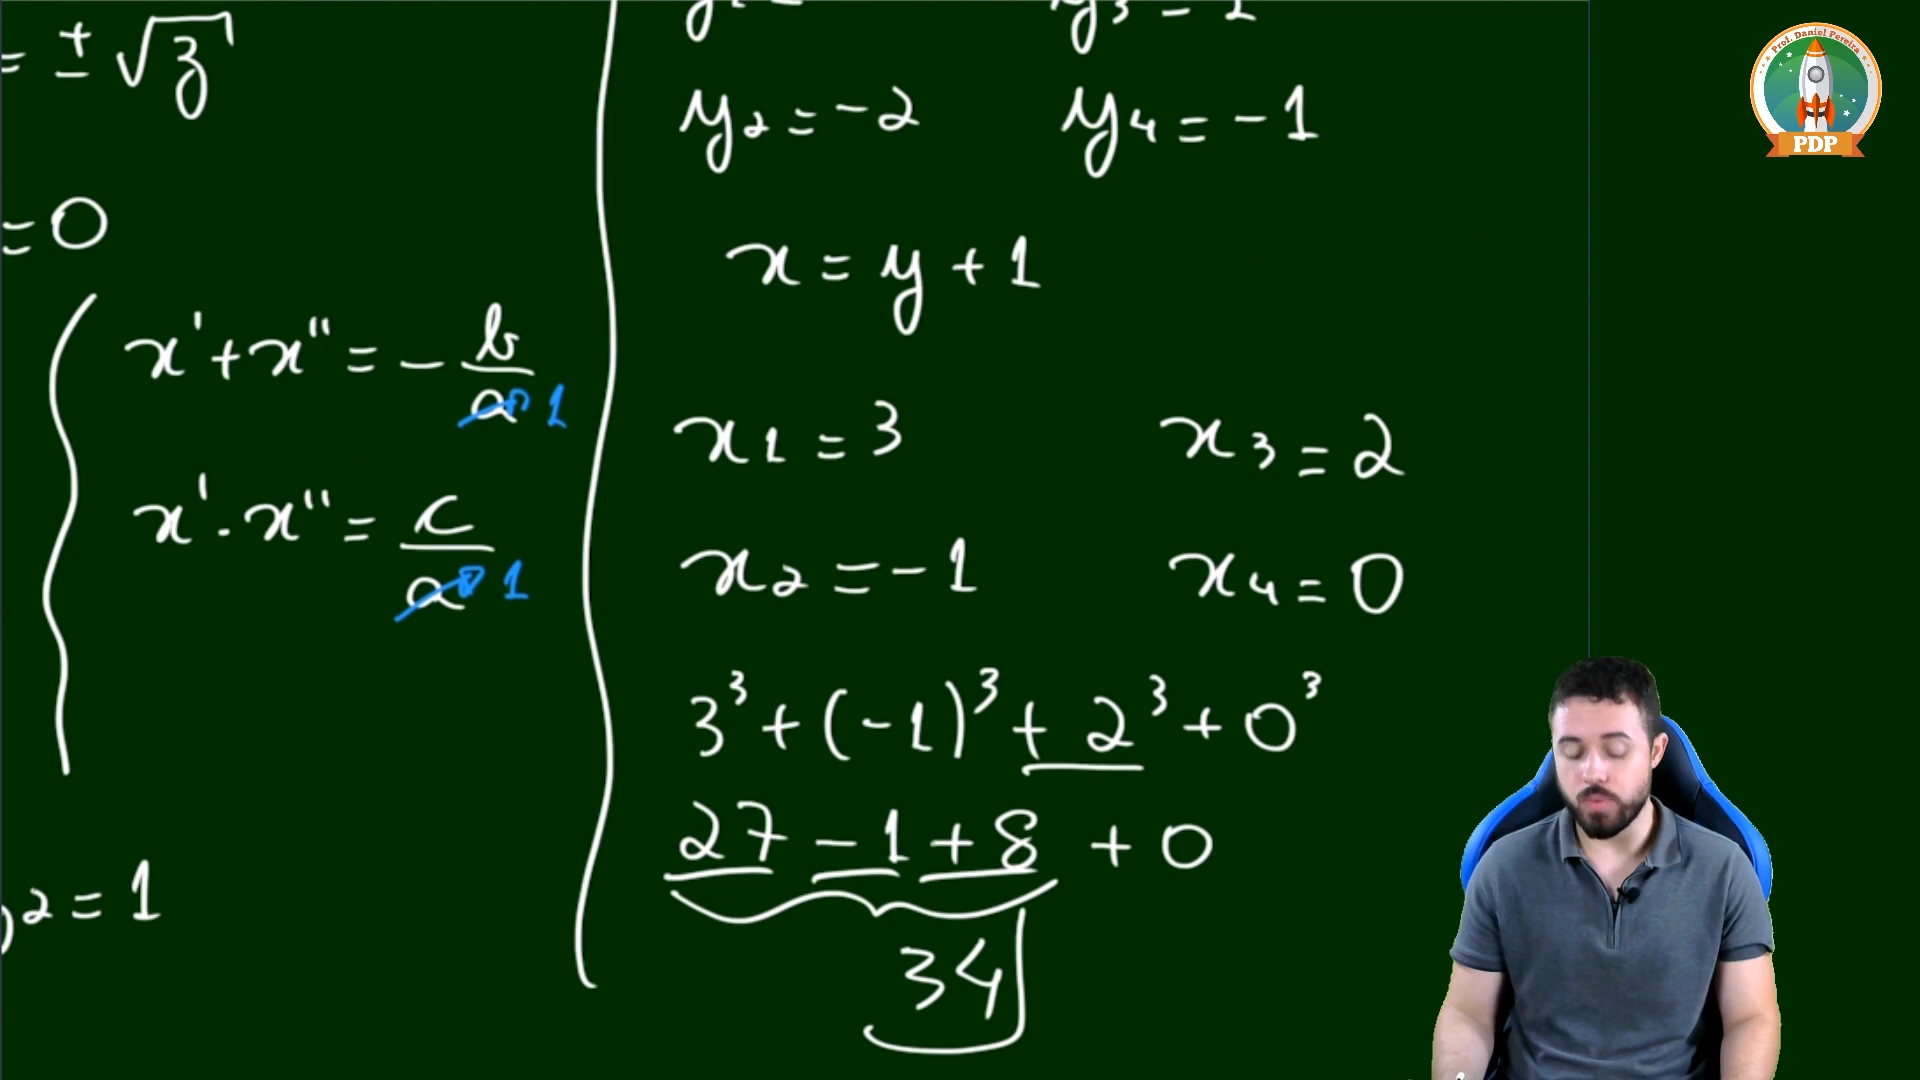 = ± √z
= 0
x' + x'' = - b/a 1
x' . x'' = c/a 1
2 = 1
y₂ = -2 y₄ = -1
x = y + 1
x₁ = 3 x₃ = 2
x₂ = -1 x₄ = 0
3³ + (-1)³ + 2³ + 0³
27 - 1 + 8 + 0
34
Prof. Daniel Pereira
PDP